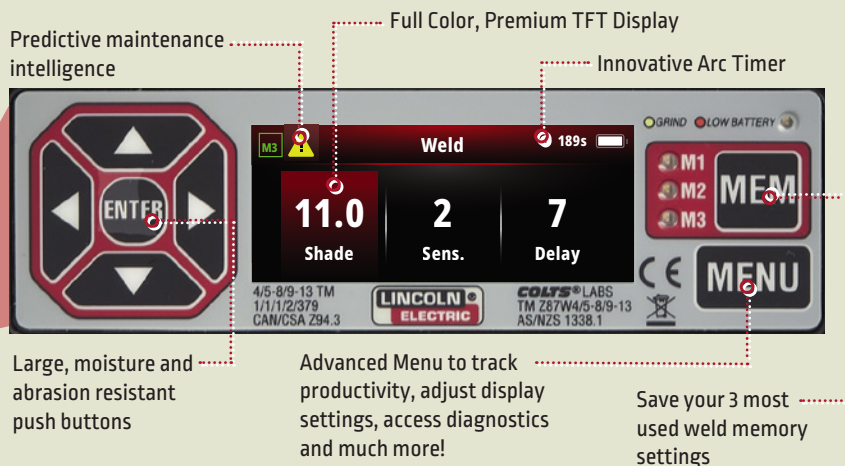 Full Color, Premium TFT Display
Predictive maintenance
intelligence
Innovative Arc Timer
GRIND LOW BATTERY
M3 Weld 189s
ENTER
11.0 2 7
Shade Sens. Delay
M1
M2
M3
MEM
MENU
4/5-8/9-13 TM
1/1/1/2/379
CAN/CSA Z94.3
LINCOLN ®
ELECTRIC
COLTS® LABS
TM Z87W4/5-8/9-13
AS/NZS 1338.1
CE
Large, moisture and
abrasion resistant
push buttons
Advanced Menu to track
productivity, adjust display
settings, access diagnostics
and much more!
Save your 3 most
used weld memory
settings